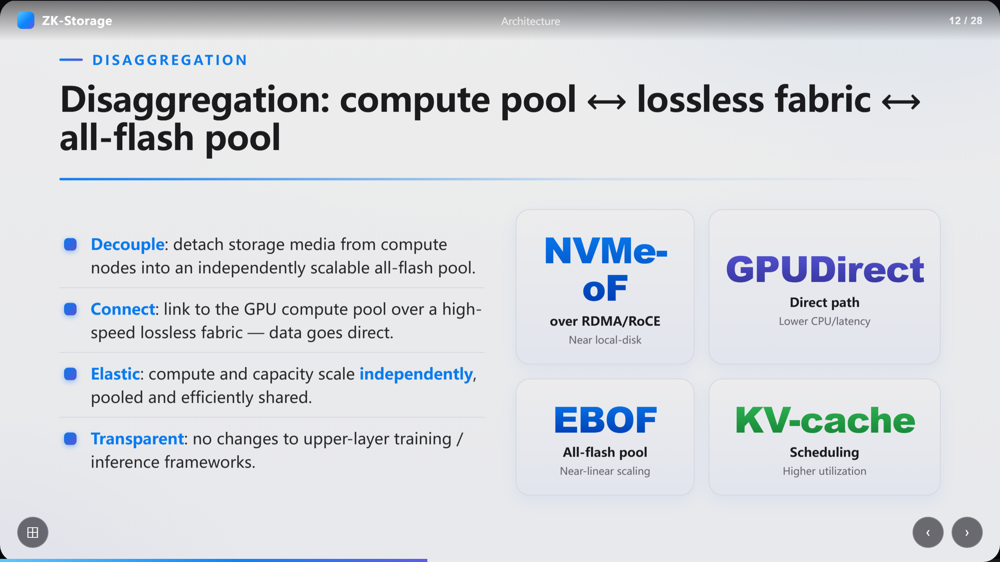 ZK-Storage
Architecture
12 / 28
DISAGGREGATION
Disaggregation: compute pool ⟷ lossless fabric ⟷
all-flash pool
Decouple: detach storage media from compute
nodes into an independently scalable all-flash pool.
Connect: link to the GPU compute pool over a high-
speed lossless fabric — data goes direct.
Elastic: compute and capacity scale independently,
pooled and efficiently shared.
Transparent: no changes to upper-layer training /
inference frameworks.
NVMe-
oF
over RDMA/RoCE
Near local-disk
GPUDirect
Direct path
Lower CPU/latency
EBOF
All-flash pool
Near-linear scaling
KV-cache
Scheduling
Higher utilization